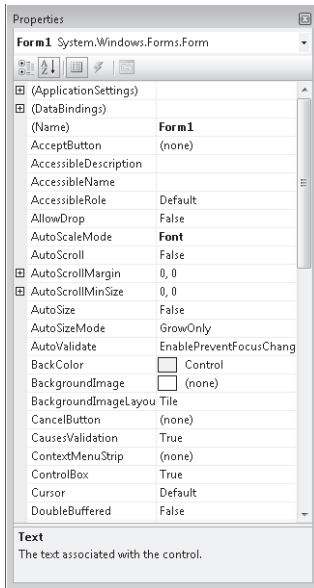 Properties
Form1 System.Windows.Forms.Form
(ApplicationSettings)
(DataBindings)
(Name) Form1
AcceptButton (none)
AccessibleDescription
AccessibleName
AccessibleRole Default
AllowDrop False
AutoScaleMode Font
AutoScroll False
AutoScrollMargin 0, 0
AutoScrollMinSize 0, 0
AutoSize False
AutoSizeMode GrowOnly
AutoValidate EnablePreventFocusChang
BackColor Control
BackgroundImage (none)
BackgroundImageLayou Tile
CancelButton (none)
CausesValidation True
ContextMenuStrip (none)
ControlBox True
Cursor Default
DoubleBuffered False
Text
The text associated with the control.